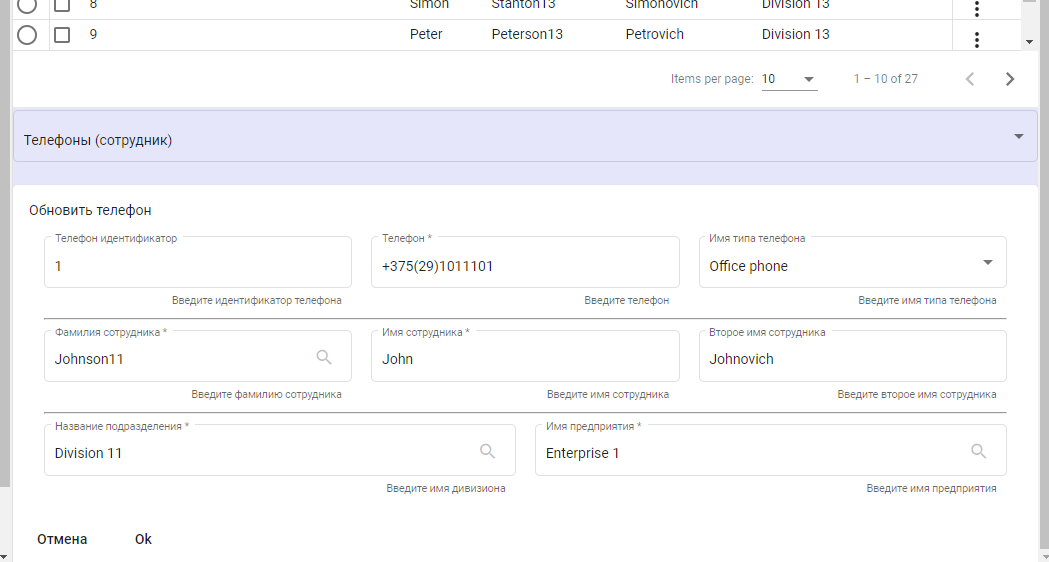 8 Simon Stanton13 Simonovich Division 13
9 Peter Peterson13 Petrovich Division 13
Items per page: 10 1 – 10 of 27
Телефоны (сотрудник)
Обновить телефон
Телефон идентификатор Телефон * Имя типа телефона
1 +375(29)1011101 Office phone
Введите идентификатор телефона Введите телефон Введите имя типа телефона
Фамилия сотрудника * Имя сотрудника * Второе имя сотрудника
Johnson11 John Johnovich
Введите фамилию сотрудника Введите имя сотрудника Введите второе имя сотрудника
Название подразделения * Имя предприятия *
Division 11 Enterprise 1
Введите имя дивизиона Введите имя предприятия
Отмена Ok